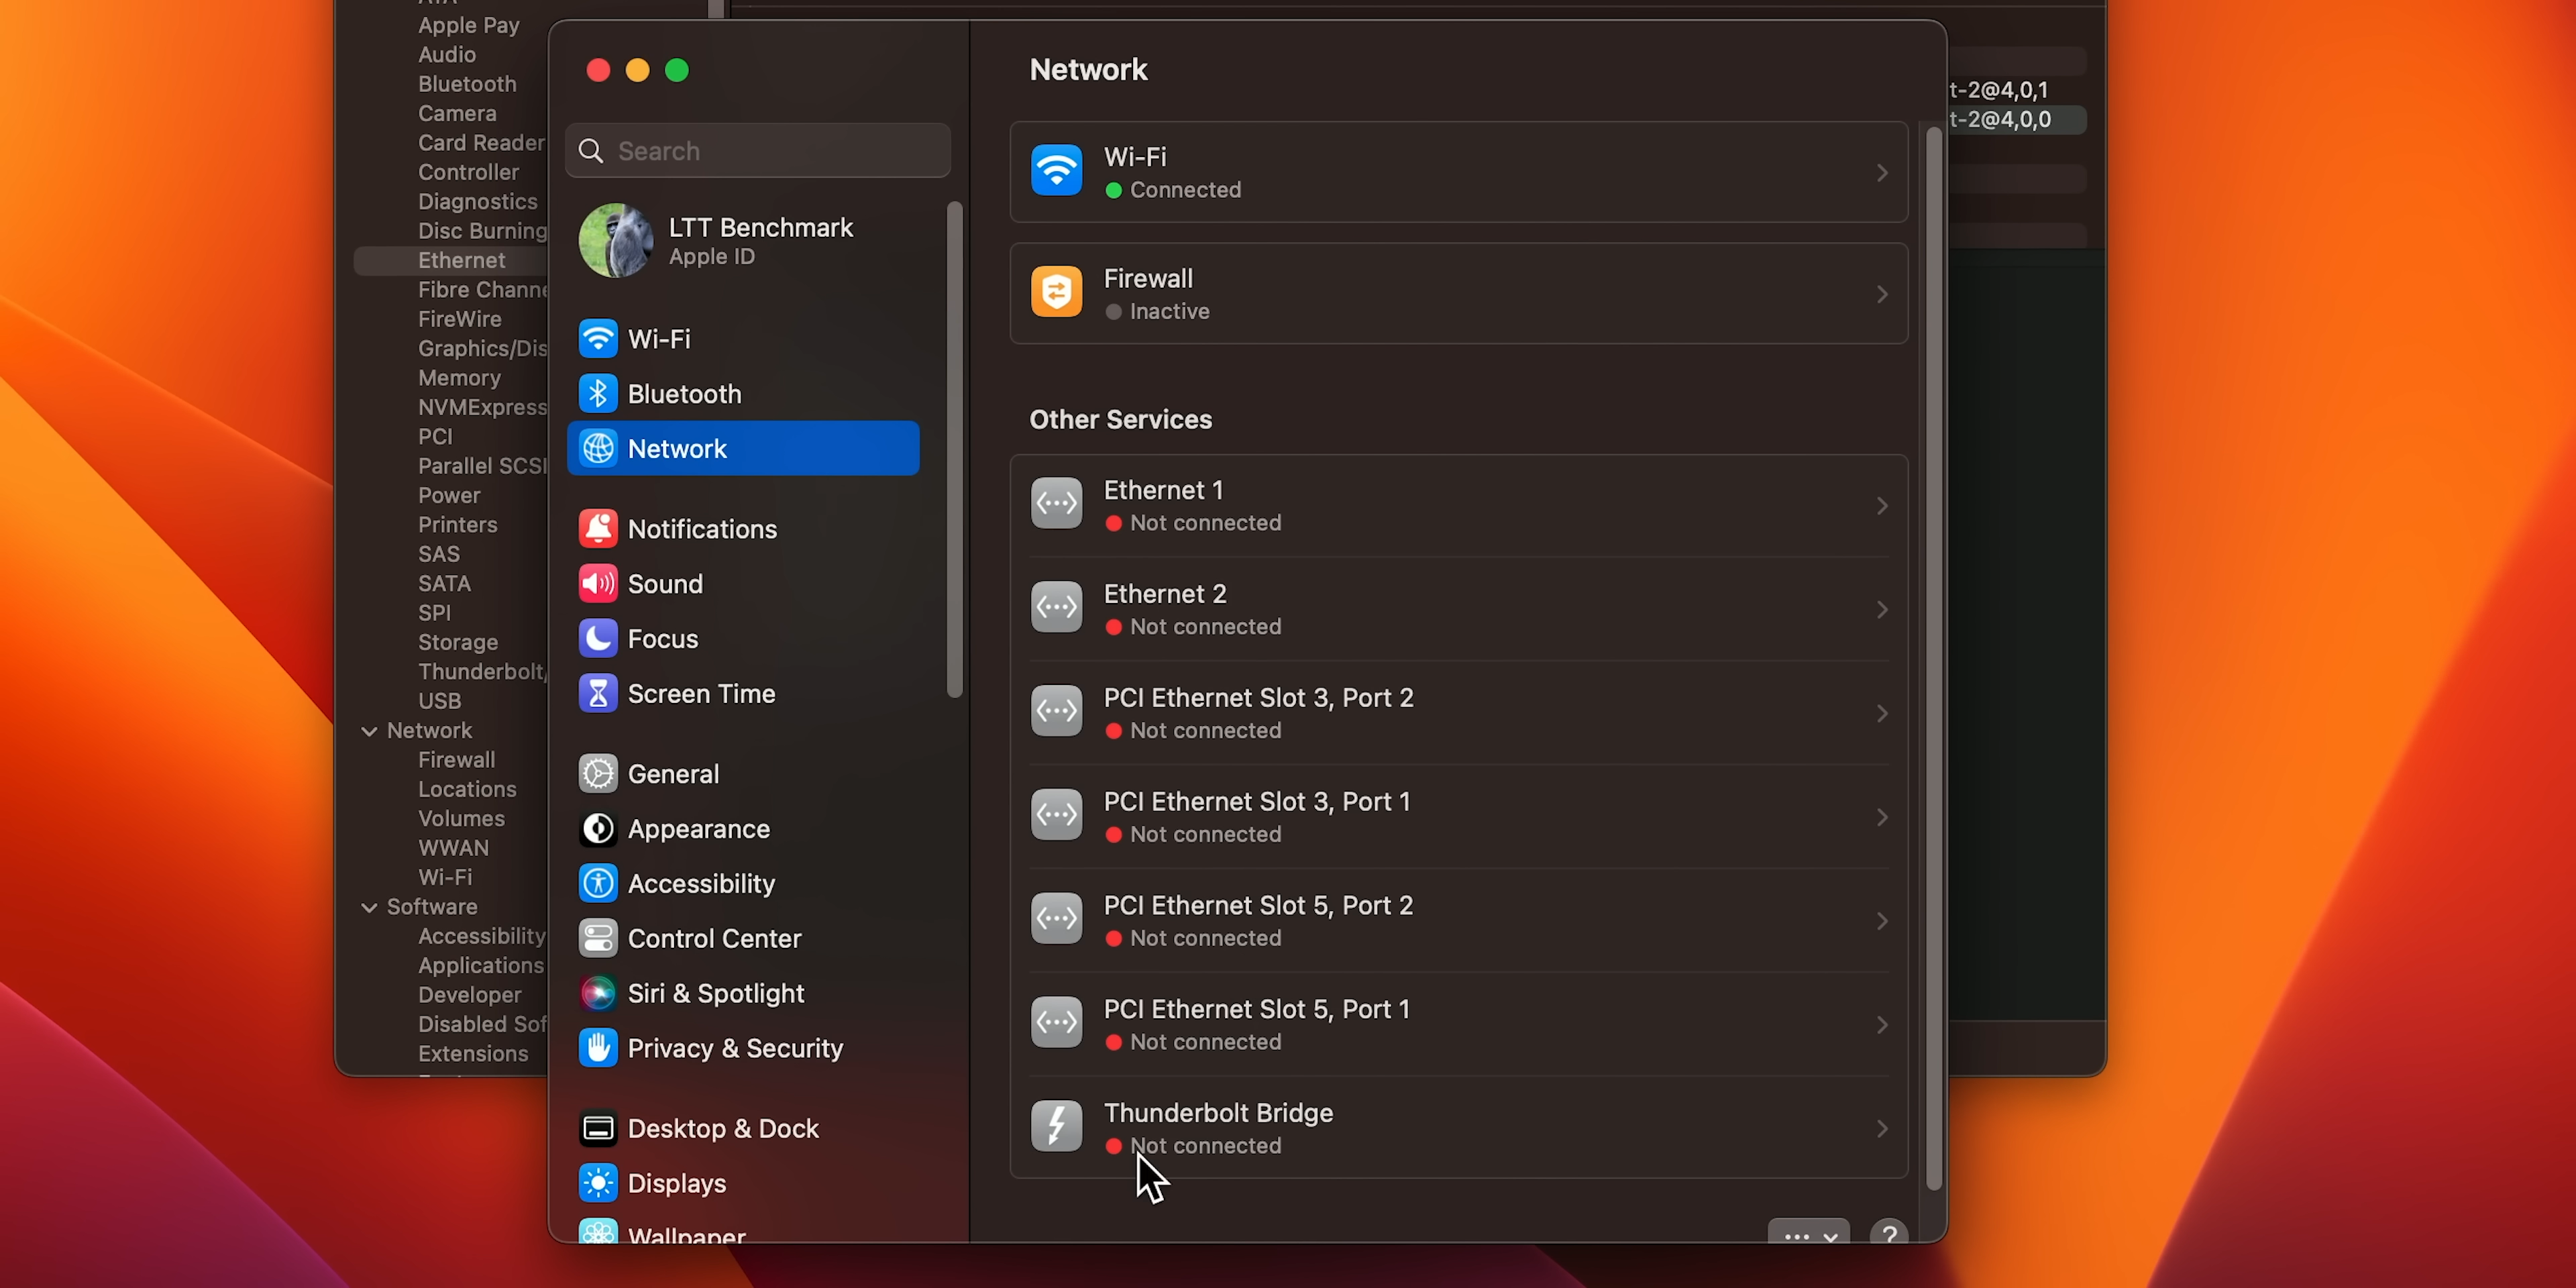 Apple Pay
Audio
Bluetooth
Camera
Card Reader
Controller
Diagnostics
Disc Burning
Ethernet
Fibre Channe
FireWire
Graphics/Dis
Memory
NVMExpress
PCI
Parallel SCSI
Power
Printers
SAS
SATA
SPI
Storage
Thunderbolt/
USB
Network
Firewall
Locations
Volumes
WWAN
Wi-Fi
Software
Accessibility
Applications
Developer
Disabled Sof
Extensions
Search
LTT Benchmark
Apple ID
Wi-Fi
Bluetooth
Network
Notifications
Sound
Focus
Screen Time
General
Appearance
Accessibility
Control Center
Siri & Spotlight
Privacy & Security
Desktop & Dock
Displays
Wallpaper
Network
Wi-Fi
Connected
Firewall
Inactive
Other Services
Ethernet 1
Not connected
Ethernet 2
Not connected
PCI Ethernet Slot 3, Port 2
Not connected
PCI Ethernet Slot 3, Port 1
Not connected
PCI Ethernet Slot 5, Port 2
Not connected
PCI Ethernet Slot 5, Port 1
Not connected
Thunderbolt Bridge
Not connected
?
t-2@4,0,1
t-2@4,0,0